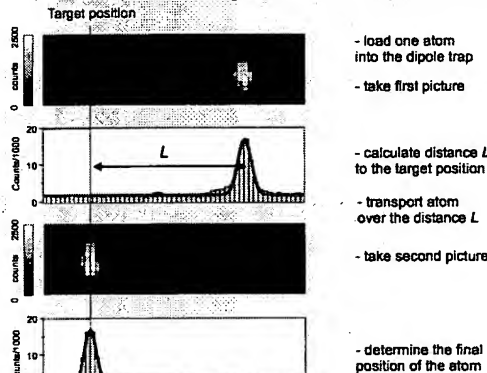 Target position
2500
counts
0
- load one atom
into the dipole trap
- take first picture
20
10
0
Counts/1000
L
- calculate distance L
to the target position
- transport atom
over the distance L
2500
counts
0
- take second picture
20
10
- determine the final
position of the atom